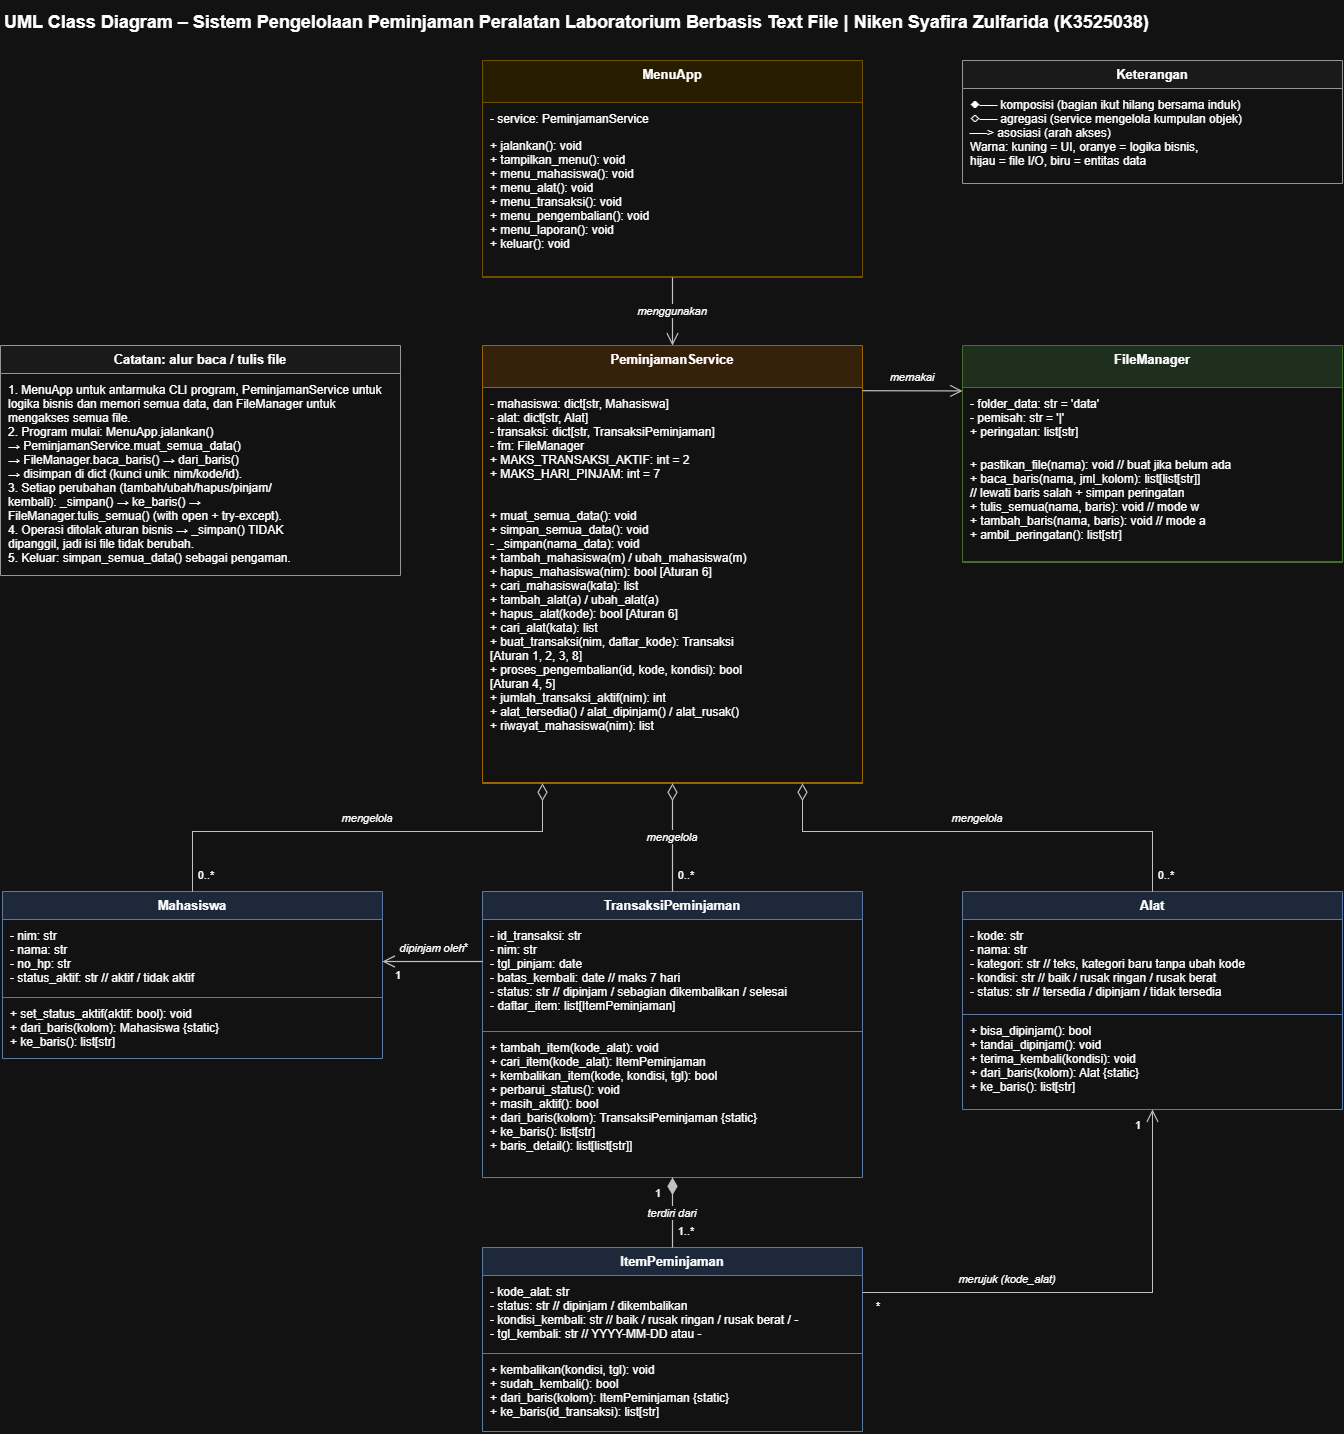 UML Class Diagram – Sistem Pengelolaan Peminjaman Peralatan Laboratorium Berbasis Text File | Niken Syafira Zulfarida (K3525038)
MenuApp
- service: PeminjamanService
+ jalankan(): void
+ tampilkan_menu(): void
+ menu_mahasiswa(): void
+ menu_alat(): void
+ menu_transaksi(): void
+ menu_pengembalian(): void
+ menu_laporan(): void
+ keluar(): void
Keterangan
◆── komposisi (bagian ikut hilang bersama induk)
◇── agregasi (service mengelola kumpulan objek)
──> asosiasi (arah akses)
Warna: kuning = UI, oranye = logika bisnis,
hijau = file I/O, biru = entitas data
menggunakan
Catatan: alur baca / tulis file
1. MenuApp untuk antarmuka CLI program, PeminjamanService untuk
logika bisnis dan memori semua data, dan FileManager untuk
mengakses semua file.
2. Program mulai: MenuApp.jalankan()
→ PeminjamanService.muat_semua_data()
→ FileManager.baca_baris() → dari_baris()
→ disimpan di dict (kunci unik: nim/kode/id).
3. Setiap perubahan (tambah/ubah/hapus/pinjam/
kembali): _simpan() → ke_baris() →
FileManager.tulis_semua() (with open + try-except).
4. Operasi ditolak aturan bisnis → _simpan() TIDAK
dipanggil, jadi isi file tidak berubah.
5. Keluar: simpan_semua_data() sebagai pengaman.
PeminjamanService
- mahasiswa: dict[str, Mahasiswa]
- alat: dict[str, Alat]
- transaksi: dict[str, TransaksiPeminjaman]
- fm: FileManager
+ MAKS_TRANSAKSI_AKTIF: int = 2
+ MAKS_HARI_PINJAM: int = 7
+ muat_semua_data(): void
+ simpan_semua_data(): void
- _simpan(nama_data): void
+ tambah_mahasiswa(m) / ubah_mahasiswa(m)
+ hapus_mahasiswa(nim): bool [Aturan 6]
+ cari_mahasiswa(kata): list
+ tambah_alat(a) / ubah_alat(a)
+ hapus_alat(kode): bool [Aturan 6]
+ cari_alat(kata): list
+ buat_transaksi(nim, daftar_kode): Transaksi
[Aturan 1, 2, 3, 8]
+ proses_pengembalian(id, kode, kondisi): bool
[Aturan 4, 5]
+ jumlah_transaksi_aktif(nim): int
+ alat_tersedia() / alat_dipinjam() / alat_rusak()
+ riwayat_mahasiswa(nim): list
memakai
FileManager
- folder_data: str = 'data'
- pemisah: str = '|'
+ peringatan: list[str]
+ pastikan_file(nama): void // buat jika belum ada
+ baca_baris(nama, jml_kolom): list[list[str]]
// lewati baris salah + simpan peringatan
+ tulis_semua(nama, baris): void // mode w
+ tambah_baris(nama, baris): void // mode a
+ ambil_peringatan(): list[str]
mengelola
mengelola
mengelola
0..*
0..*
0..*
Mahasiswa
- nim: str
- nama: str
- no_hp: str
- status_aktif: str // aktif / tidak aktif
+ set_status_aktif(aktif: bool): void
+ dari_baris(kolom): Mahasiswa {static}
+ ke_baris(): list[str]
dipinjam oleh
*
1
TransaksiPeminjaman
- id_transaksi: str
- nim: str
- tgl_pinjam: date
- batas_kembali: date // maks 7 hari
- status: str // dipinjam / sebagian dikembalikan / selesai
- daftar_item: list[ItemPeminjaman]
+ tambah_item(kode_alat): void
+ cari_item(kode_alat): ItemPeminjaman
+ kembalikan_item(kode, kondisi, tgl): bool
+ perbarui_status(): void
+ masih_aktif(): bool
+ dari_baris(kolom): TransaksiPeminjaman {static}
+ ke_baris(): list[str]
+ baris_detail(): list[list[str]]
Alat
- kode: str
- nama: str
- kategori: str // teks, kategori baru tanpa ubah kode
- kondisi: str // baik / rusak ringan / rusak berat
- status: str // tersedia / dipinjam / tidak tersedia
+ bisa_dipinjam(): bool
+ tandai_dipinjam(): void
+ terima_kembali(kondisi): void
+ dari_baris(kolom): Alat {static}
+ ke_baris(): list[str]
1
1
terdiri dari
1..*
ItemPeminjaman
- kode_alat: str
- status: str // dipinjam / dikembalikan
- kondisi_kembali: str // baik / rusak ringan / rusak berat / -
- tgl_kembali: str // YYYY-MM-DD atau -
+ kembalikan(kondisi, tgl): void
+ sudah_kembali(): bool
+ dari_baris(kolom): ItemPeminjaman {static}
+ ke_baris(id_transaksi): list[str]
merujuk (kode_alat)
*